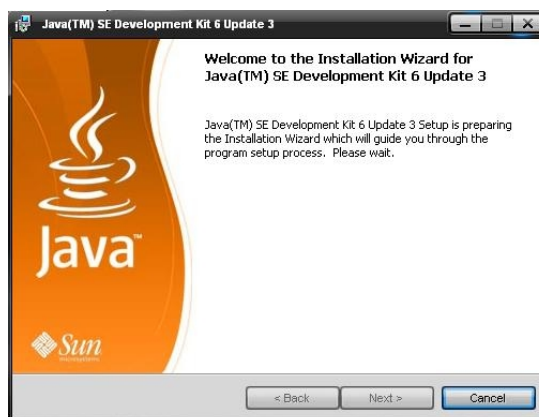 Java(TM) SE Development Kit 6 Update 3
Welcome to the Installation Wizard for
Java(TM) SE Development Kit 6 Update 3
Java(TM) SE Development Kit 6 Update 3 Setup is preparing
the Installation Wizard which will guide you through the
program setup process. Please wait.
Java™
Sun
microsystems
< Back
Next >
Cancel